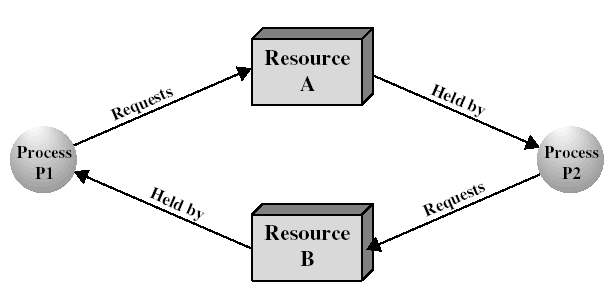 Resource
A
Requests
Held by
Process
P1
Process
P2
Held by
Requests
Resource
B